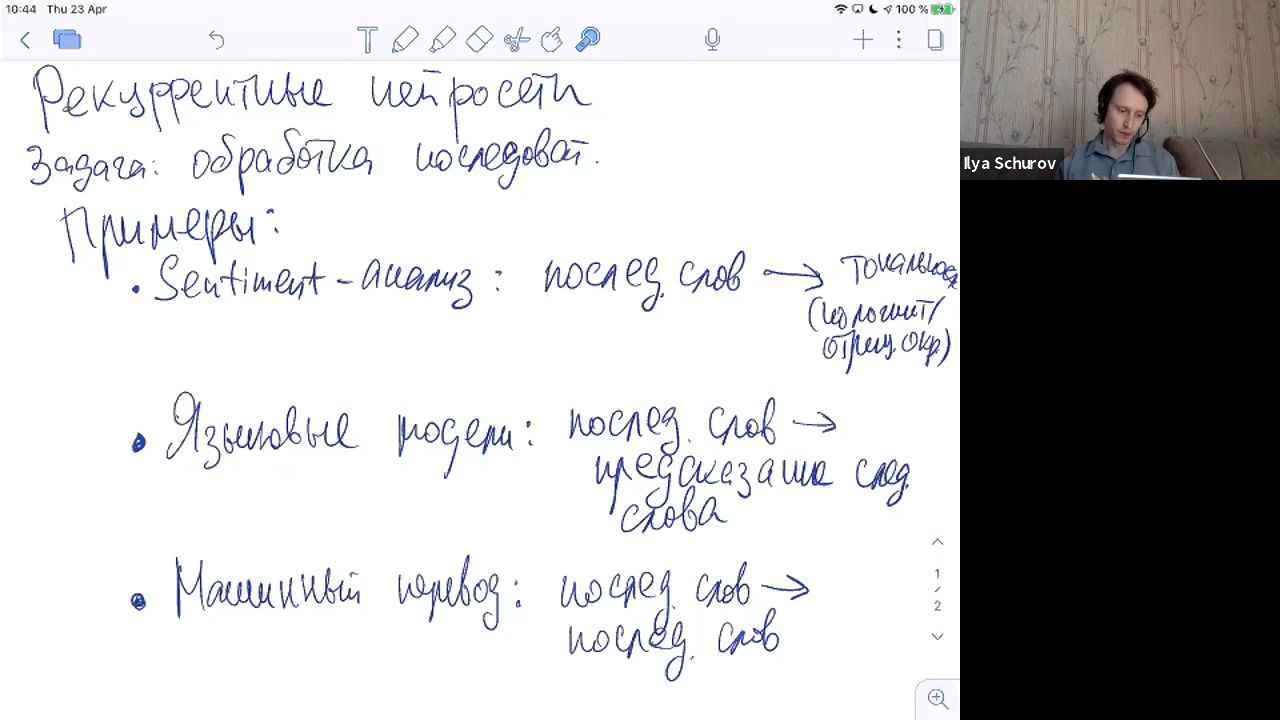 10:44 Thu 23 Apr
100 %
Рекуррентные нейросети
Задача: обработка последоват.
Примеры:
• Sentiment-анализ: послед. слов → тональность
(положит/
отриц. окр.)
• Языковые модели: послед. слов →
предсказание след.
слова
• Машинный перевод: послед. слов →
послед. слов
1
/
2
Ilya Schurov